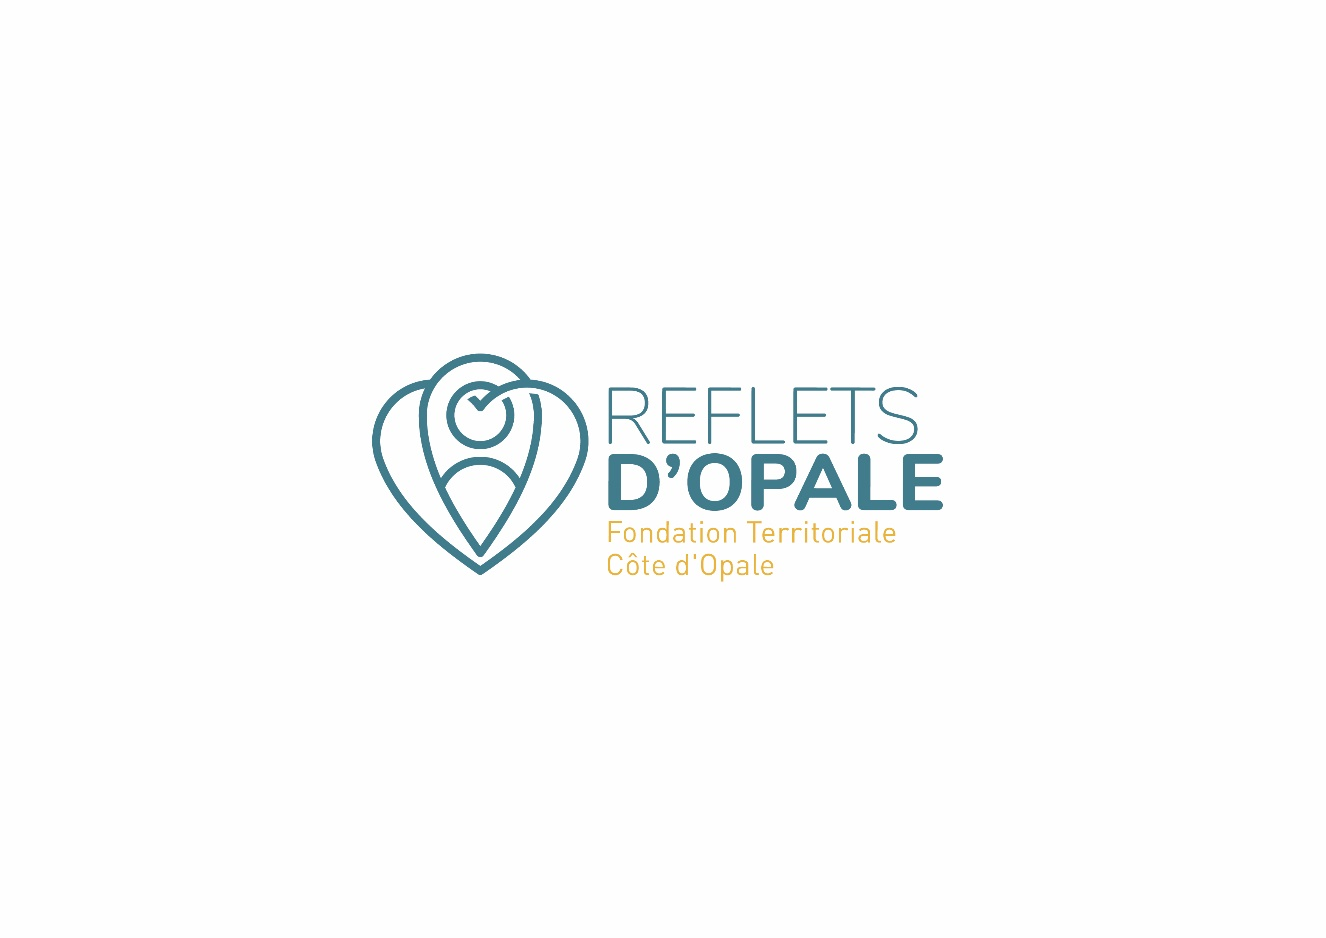 REFLETS
D’OPALE
Fondation Territoriale
Côte d'Opale